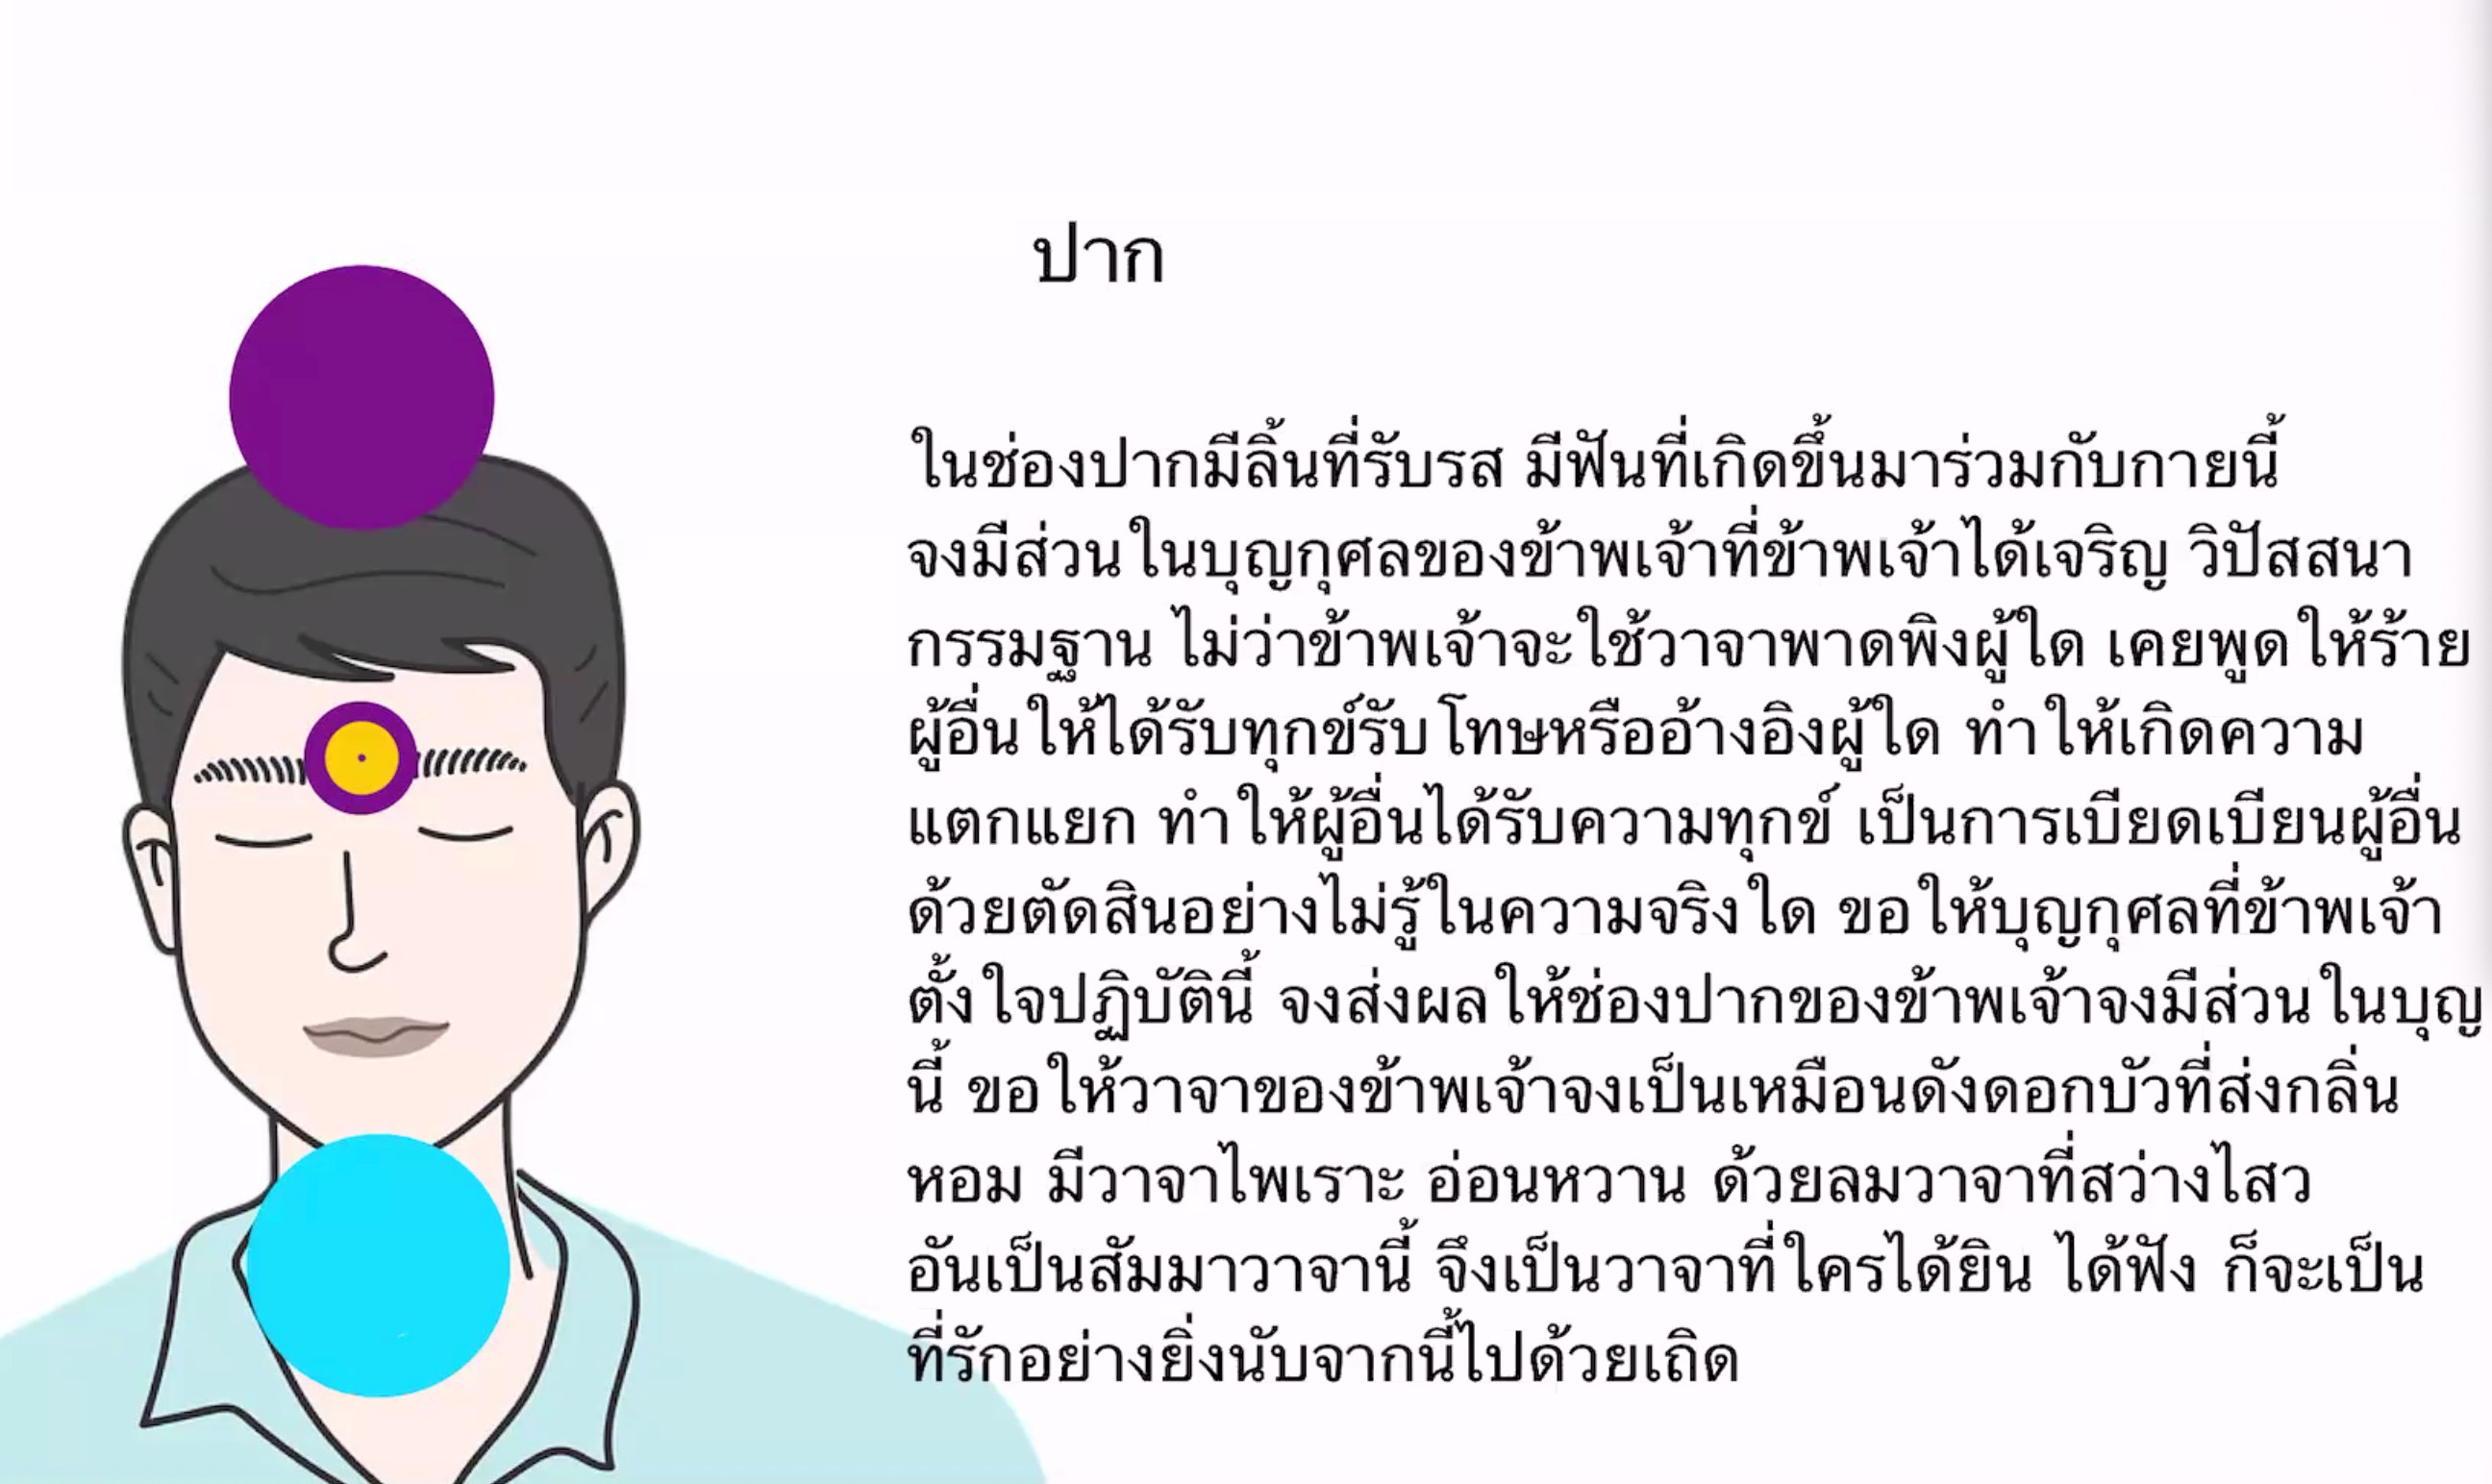 ปาก
ในช่องปากมีลิ้นที่รับรส มีฟันที่เกิดขึ้นมาร่วมกับกายนี้
จงมีส่วนในบุญกุศลของข้าพเจ้าที่ข้าพเจ้าได้เจริญ วิปัสสนา
กรรมฐาน ไม่ว่าข้าพเจ้าจะใช้วาจาพาดพิงผู้ใด เคยพูดให้ร้าย
ผู้อื่นให้ได้รับทุกข์รับโทษหรืออ้างอิงผู้ใด ทำให้เกิดความ
แตกแยก ทำให้ผู้อื่นได้รับความทุกข์ เป็นการเบียดเบียนผู้อื่น
ด้วยตัดสินอย่างไม่รู้ในความจริงใด ขอให้บุญกุศลที่ข้าพเจ้า
ตั้งใจปฏิบัตินี้ จงส่งผลให้ช่องปากของข้าพเจ้าจงมีส่วนในบุญ
นี้ ขอให้วาจาของข้าพเจ้าจงเป็นเหมือนดังดอกบัวที่ส่งกลิ่น
หอม มีวาจาไพเราะ อ่อนหวาน ด้วยลมวาจาที่สว่างไสว
อันเป็นสัมมาวาจานี้ จึงเป็นวาจาที่ใครได้ยิน ได้ฟัง ก็จะเป็น
ที่รักอย่างยิ่งนับจากนี้ไปด้วยเถิด